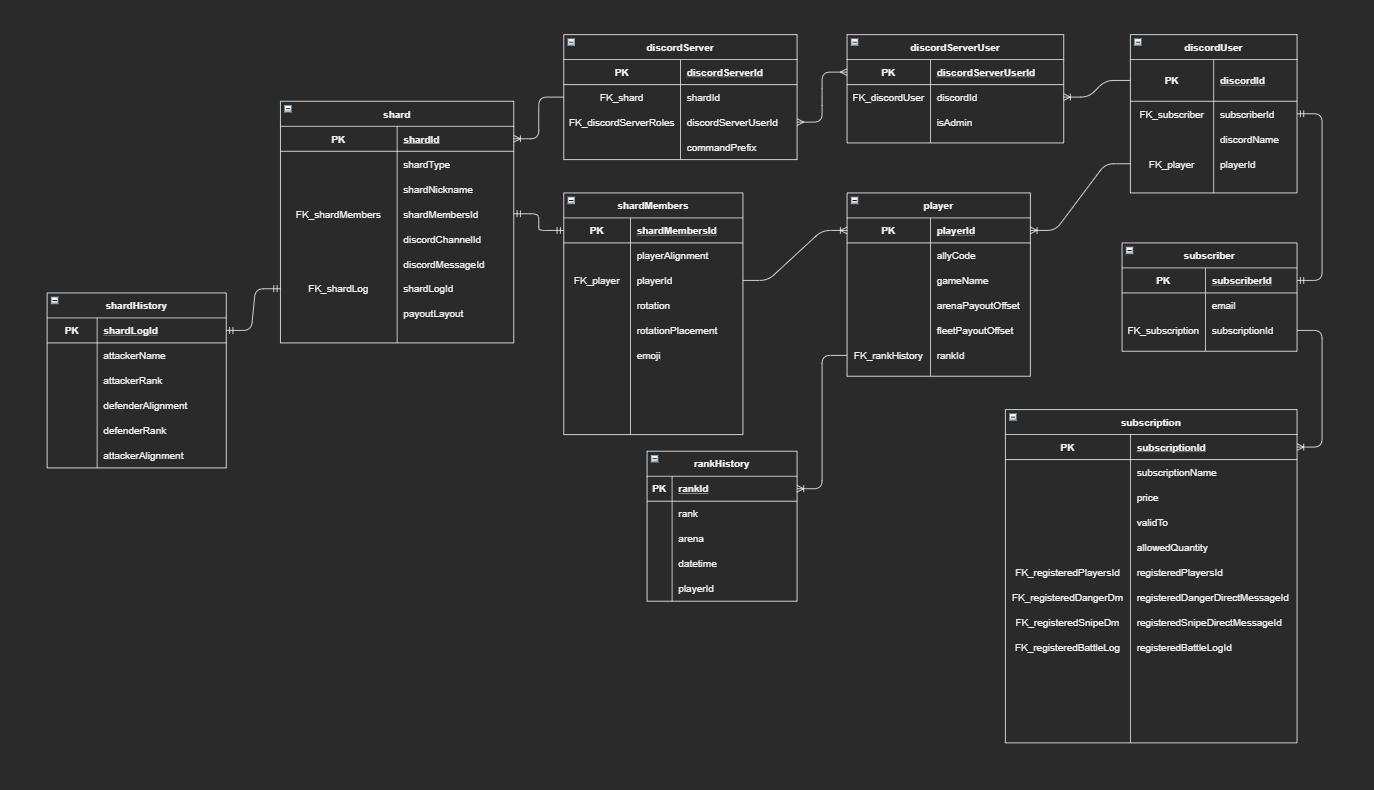 discordServer
PK discordServerId
FK_shard shardId
FK_discordServerRoles discordServerUserId
commandPrefix
discordServerUser
PK discordServerUserId
FK_discordUser discordId
isAdmin
discordUser
PK discordId
FK_subscriber subscriberId
discordName
FK_player playerId
shard
PK shardId
shardType
shardNickname
FK_shardMembers shardMembersId
discordChannelId
discordMessageId
FK_shardLog shardLogId
payoutLayout
shardMembers
PK shardMembersId
playerAlignment
FK_player playerId
rotation
rotationPlacement
emoji
player
PK playerId
allyCode
gameName
arenaPayoutOffset
fleetPayoutOffset
FK_rankHistory rankId
subscriber
PK subscriberId
email
FK_subscription subscriptionId
shardHistory
PK shardLogId
attackerName
attackerRank
defenderAlignment
defenderRank
attackerAlignment
rankHistory
PK rankId
rank
arena
datetime
playerId
subscription
PK subscriptionId
subscriptionName
price
validTo
allowedQuantity
FK_registeredPlayersId registeredPlayersId
FK_registeredDangerDm registeredDangerDirectMessageId
FK_registeredSnipeDm registeredSnipeDirectMessageId
FK_registeredBattleLog registeredBattleLogId